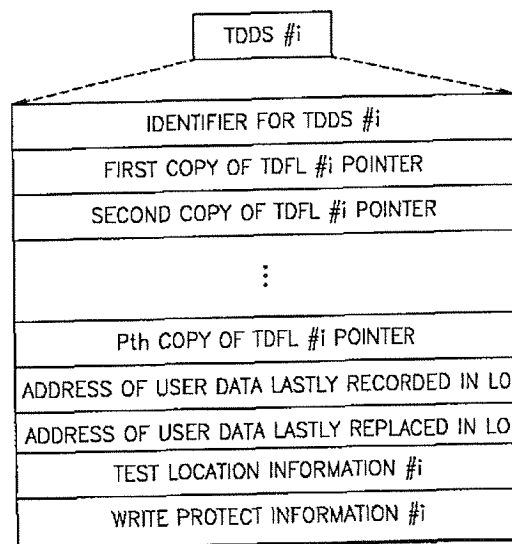 TDDS #i
IDENTIFIER FOR TDDS #i
FIRST COPY OF TDFL #i POINTER
SECOND COPY OF TDFL #i POINTER
⋮
Pth COPY OF TDFL #i POINTER
ADDRESS OF USER DATA LASTLY RECORDED IN LO
ADDRESS OF USER DATA LASTLY REPLACED IN LO
TEST LOCATION INFORMATION #i
WRITE PROTECT INFORMATION #i